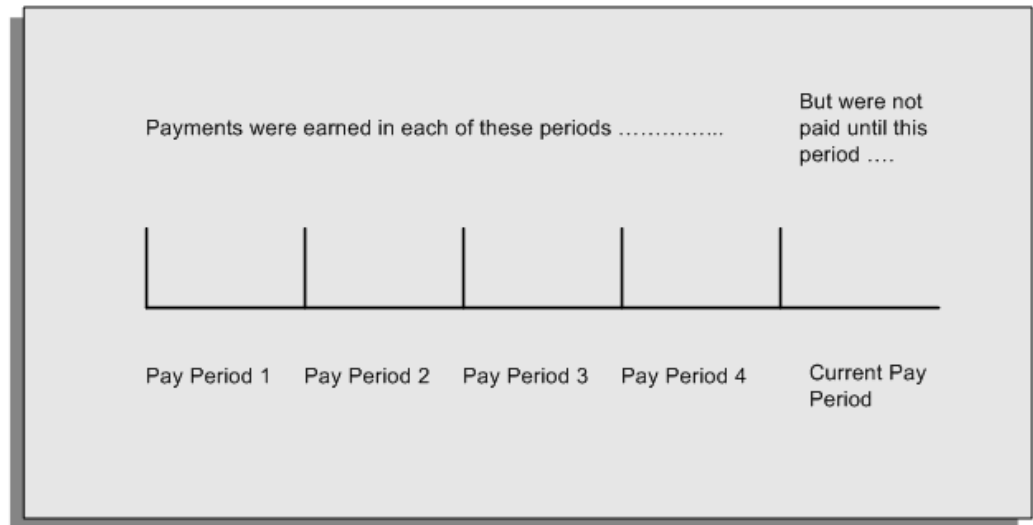 Payments were earned in each of these periods …………...
But were not
paid until this
period ….
Pay Period 1
Pay Period 2
Pay Period 3
Pay Period 4
Current Pay
Period